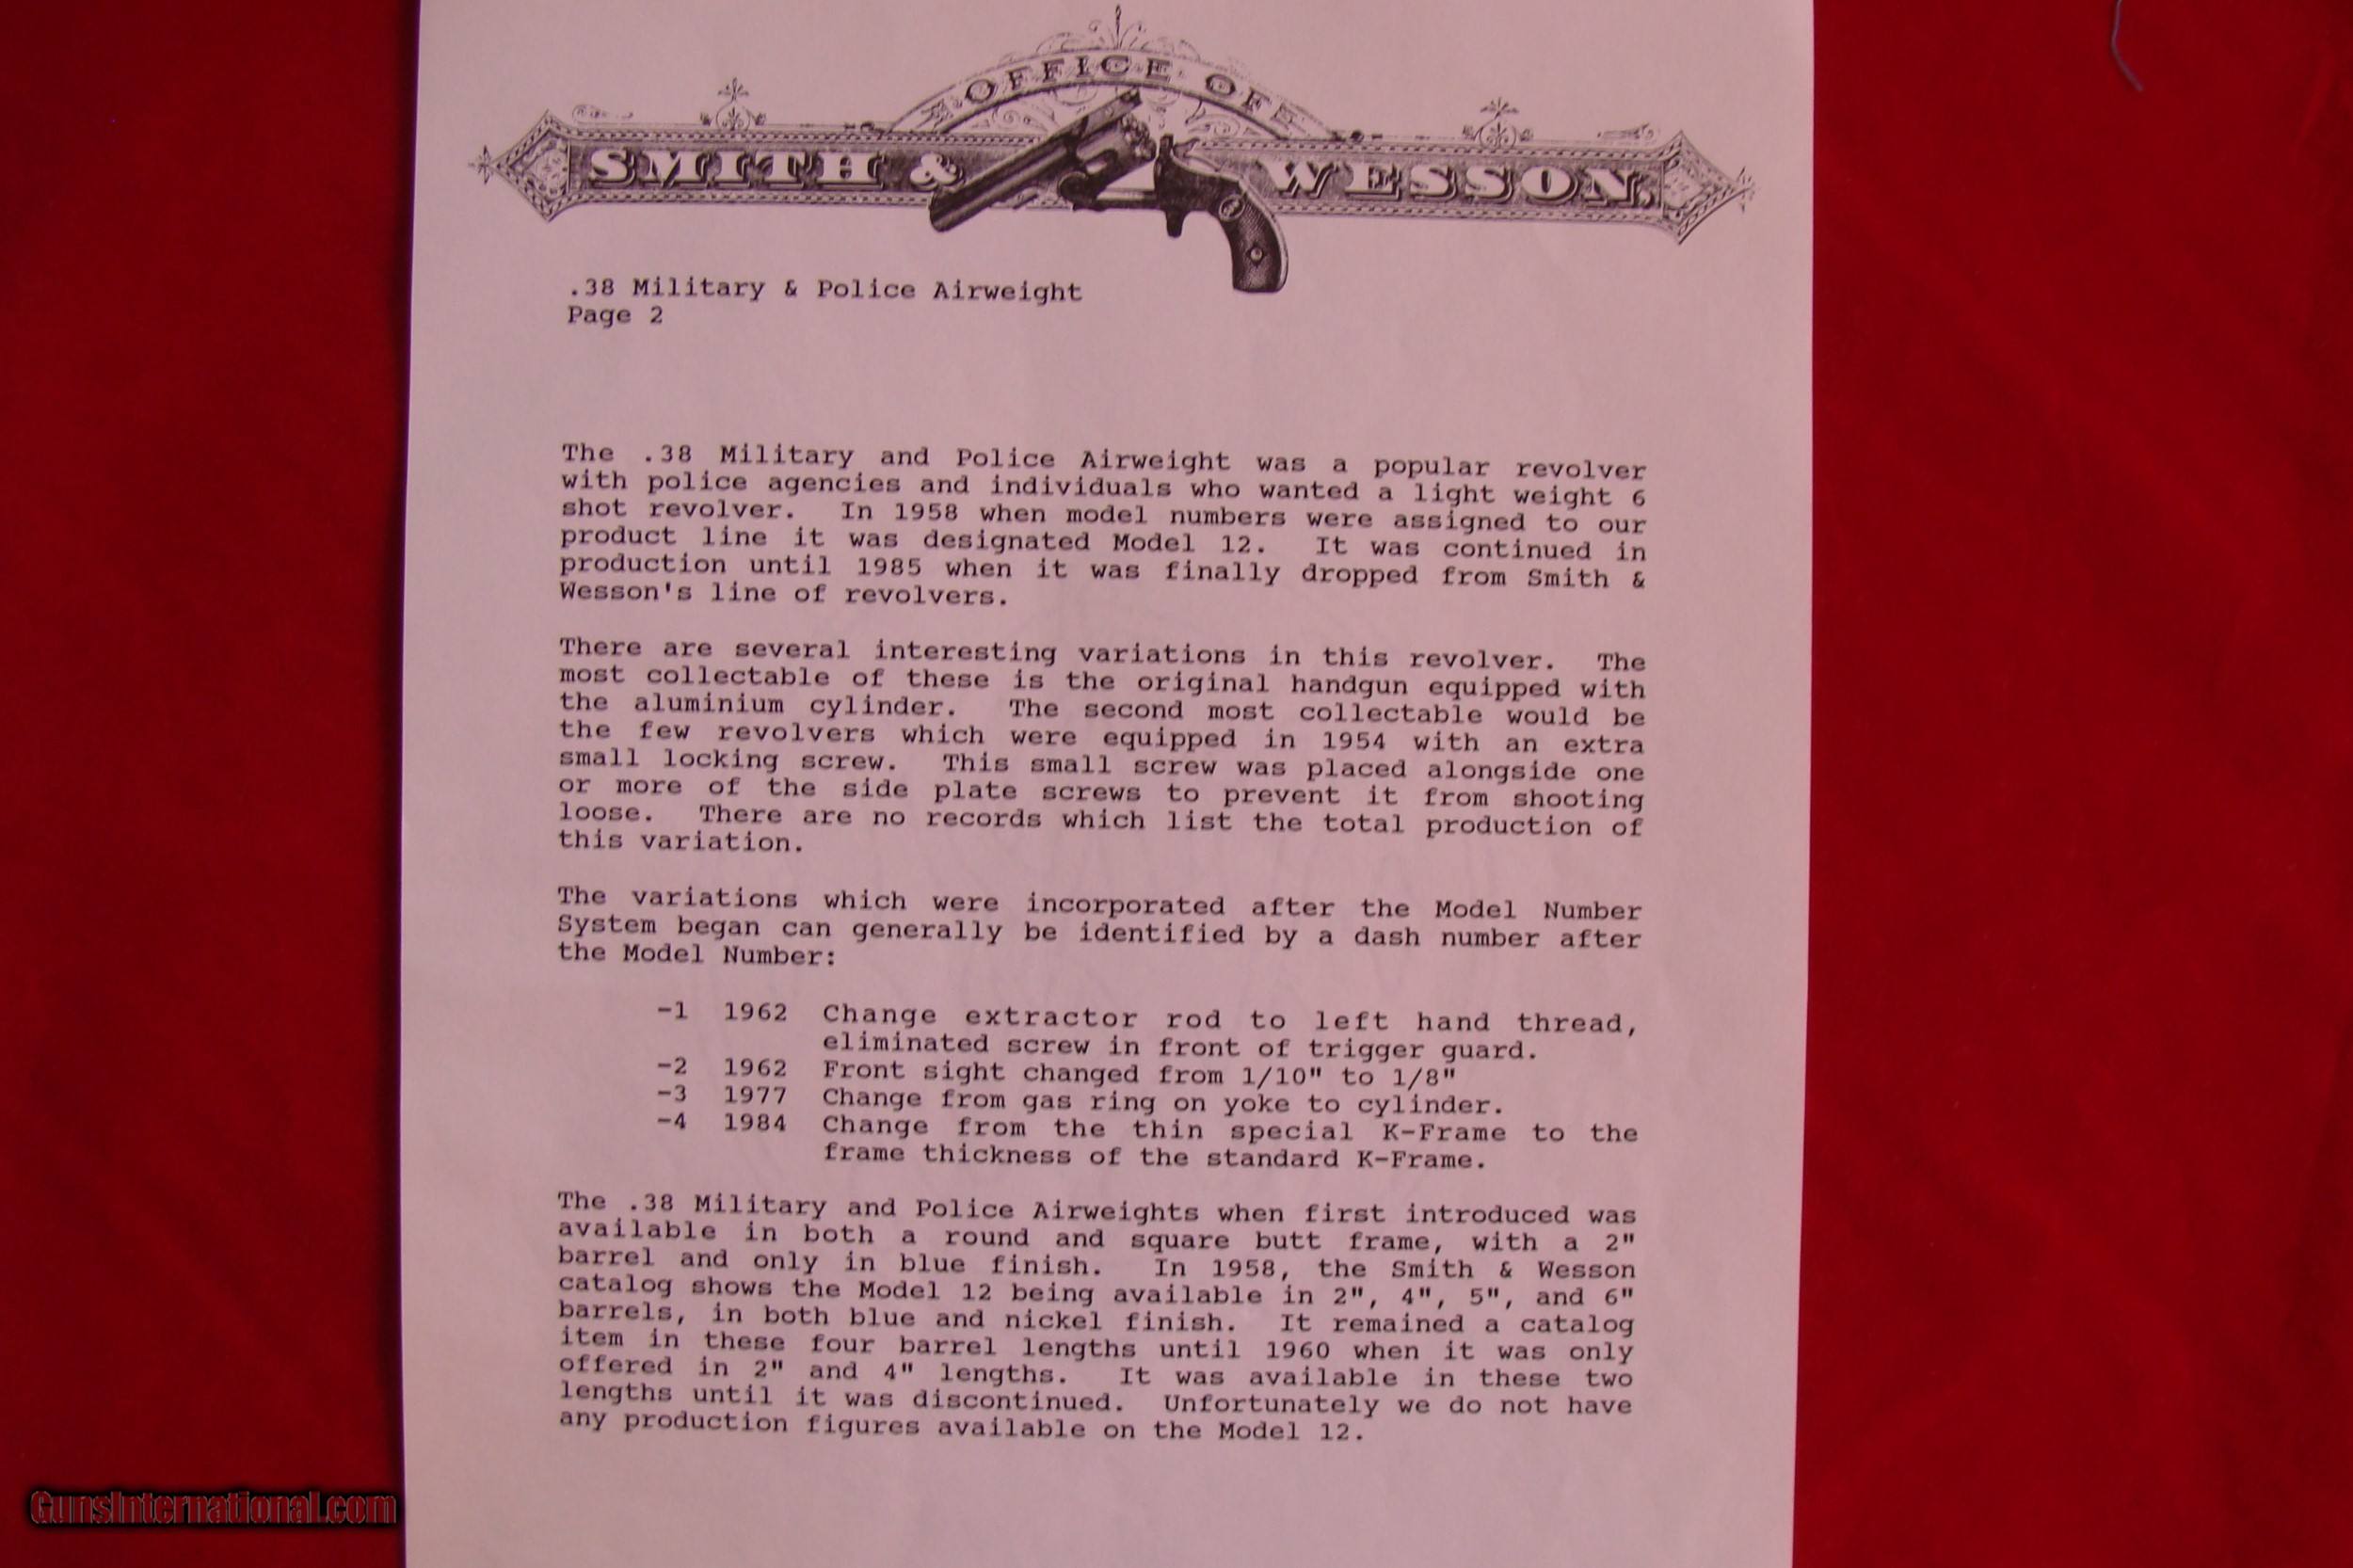 OFFICE OF
SMITH & WESSON,
.38 Military & Police Airweight
Page 2
The .38 Military and Police Airweight was a popular revolver
with police agencies and individuals who wanted a light weight 6
shot revolver. In 1958 when model numbers were assigned to our
product line it was designated Model 12. It was continued in
production until 1985 when it was finally dropped from Smith &
Wesson's line of revolvers.
There are several interesting variations in this revolver. The
most collectable of these is the original handgun equipped with
the aluminium cylinder. The second most collectable would be
the few revolvers which were equipped in 1954 with an extra
small locking screw. This small screw was placed alongside one
or more of the side plate screws to prevent it from shooting
loose. There are no records which list the total production of
this variation.
The variations which were incorporated after the Model Number
System began can generally be identified by a dash number after
the Model Number:
-1 1962 Change extractor rod to left hand thread,
eliminated screw in front of trigger guard.
-2 1962 Front sight changed from 1/10" to 1/8"
-3 1977 Change from gas ring on yoke to cylinder.
-4 1984 Change from the thin special K-Frame to the
frame thickness of the standard K-Frame.
The .38 Military and Police Airweights when first introduced was
available in both a round and square butt frame, with a 2"
barrel and only in blue finish. In 1958, the Smith & Wesson
catalog shows the Model 12 being available in 2", 4", 5", and 6"
barrels, in both blue and nickel finish. It remained a catalog
item in these four barrel lengths until 1960 when it was only
offered in 2" and 4" lengths. It was available in these two
lengths until it was discontinued. Unfortunately we do not have
any production figures available on the Model 12.
GunsInternational.com